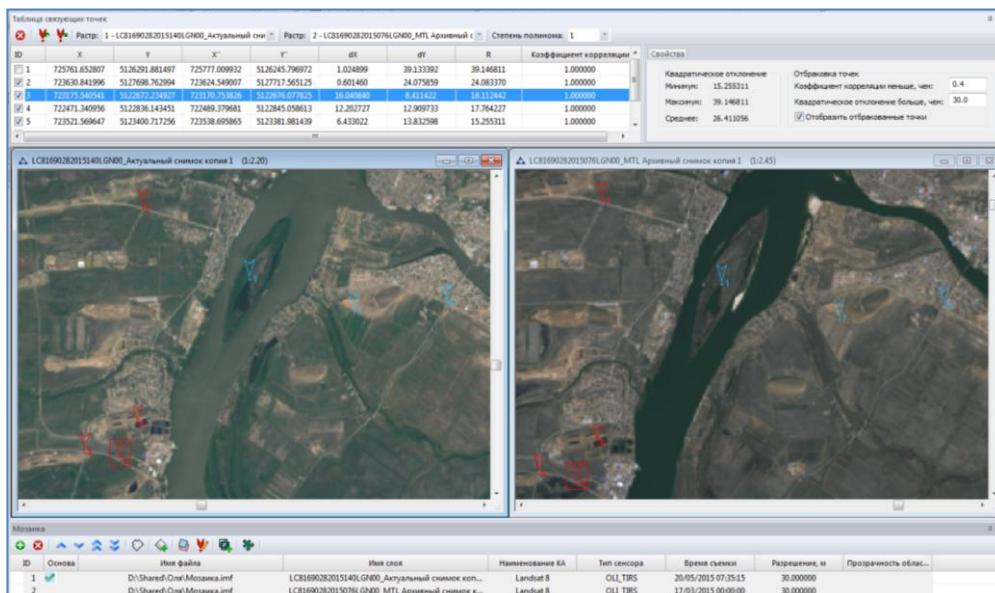 Таблица связующих точек
Растр: 1 - LC81690282015140LGN00_Актуальный сни Растр: 2 - LC81690282015076LGN00_MTL Архивный с Степень полинома: 1
ID X Y X` Y` dX dY R Коэффициент корреляции
1 725761.652807 5126291.881497 725777.009932 5126245.796972 1.024899 39.133392 39.146811 1.000000
2 723630.841996 5127698.762994 723624.549007 5127717.565125 0.601460 24.075859 24.083370 1.000000
3 723175.540541 5122672.234927 723170.753826 5122676.077825 16.040840 8.411422 18.112442 1.000000
4 722471.340956 5122836.143451 722489.379681 5122845.058613 12.202727 12.909733 17.764227 1.000000
5 723521.569647 5123400.717256 723538.695865 5123381.981439 6.433022 13.832598 15.255311 1.000000
Свойства
Квадратическое отклонение
Минимум: 15.255311
Максимум: 39.146811
Среднее: 26.411056
Отбраковка точек
Коэффициент корреляции меньше, чем: 0.4
Квадратическое отклонение больше, чем: 30.0
Отобразить отбракованные точки
LC81690282015140LGN00_Актуальный снимок копия 1 (1:2.20)
LC81690282015076LGN00_MTL Архивный снимок копия 1 (1:2.45)
Мозаика
ID Основа Имя файла Имя слоя Наименование КА Тип сенсора Время съемки Разрешение, м Прозрачность облас...
1 D:\Shared\Оля\Мозаика.imf LC81690282015140LGN00_Актуальный снимок коп... Landsat 8 OLI_TIRS 20/05/2015 07:35:15 30.000000
2 D:\Shared\Оля\Мозаика.imf LC81690282015076LGN00_MTL Архивный снимок к... Landsat 8 OLI_TIRS 17/03/2015 00:00:00 30.000000